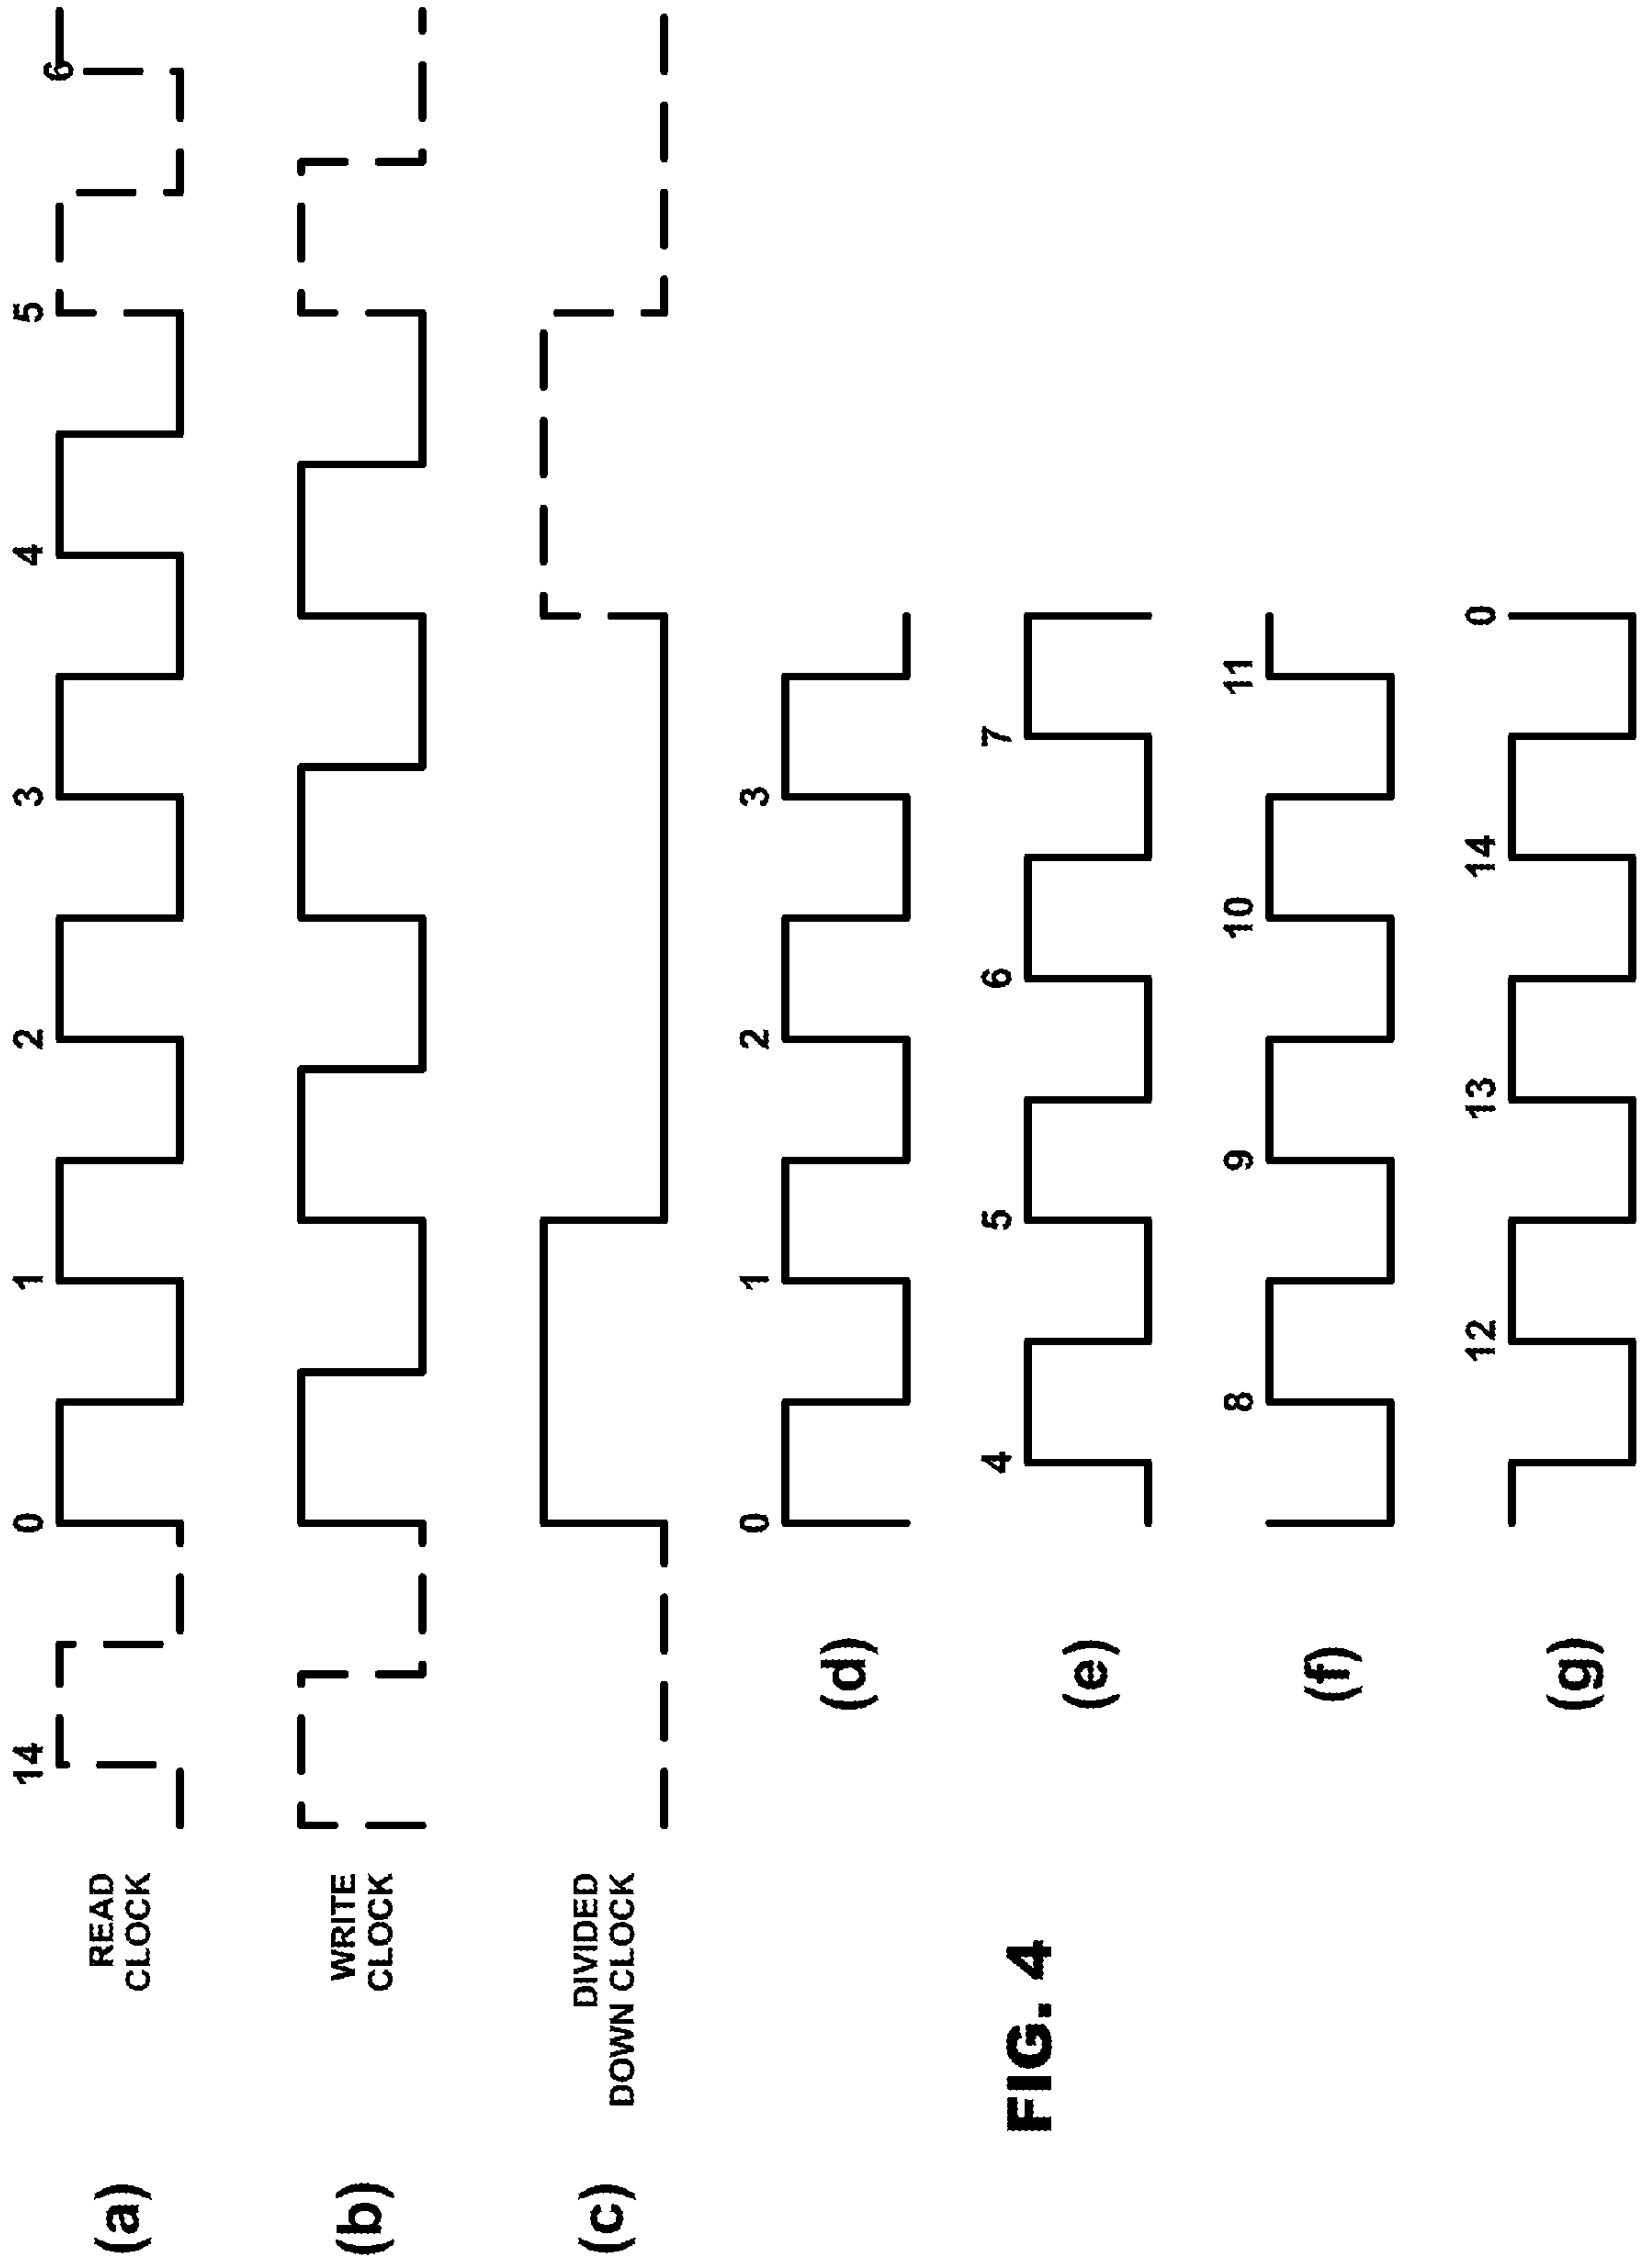 (a)
READ
CLOCK
14 0 1 2 3 4 5 6
(b)
WRITE
CLOCK
(c)
DIVIDED
DOWN CLOCK
(d)
0 1 2 3
(e)
4 5 6 7
(f)
8 9 10 11
(g)
12 13 14 0
FIG. 4